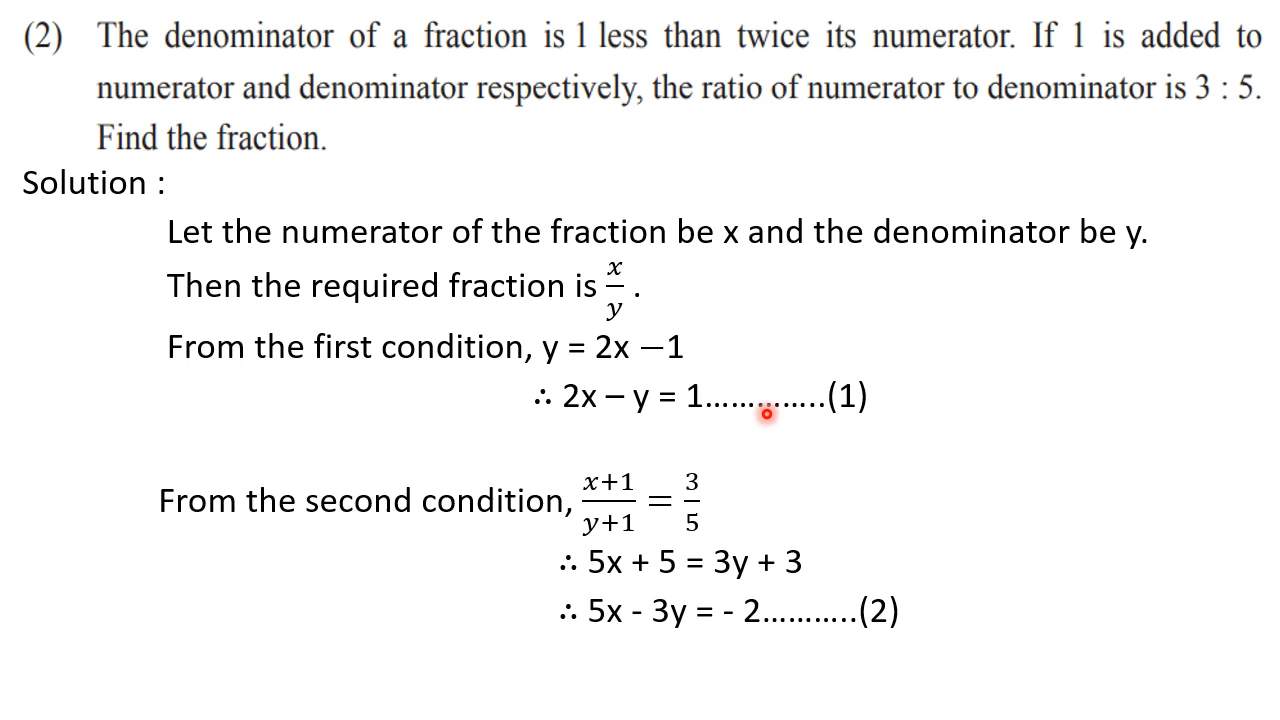 (2) The denominator of a fraction is 1 less than twice its numerator. If 1 is added to
numerator and denominator respectively, the ratio of numerator to denominator is 3 : 5.
Find the fraction.
Solution :
Let the numerator of the fraction be x and the denominator be y.
Then the required fraction is x/y .
From the first condition, y = 2x −1
∴ 2x – y = 1…………..(1)
From the second condition, x+1/y+1 = 3/5
∴ 5x + 5 = 3y + 3
∴ 5x - 3y = - 2………..(2)